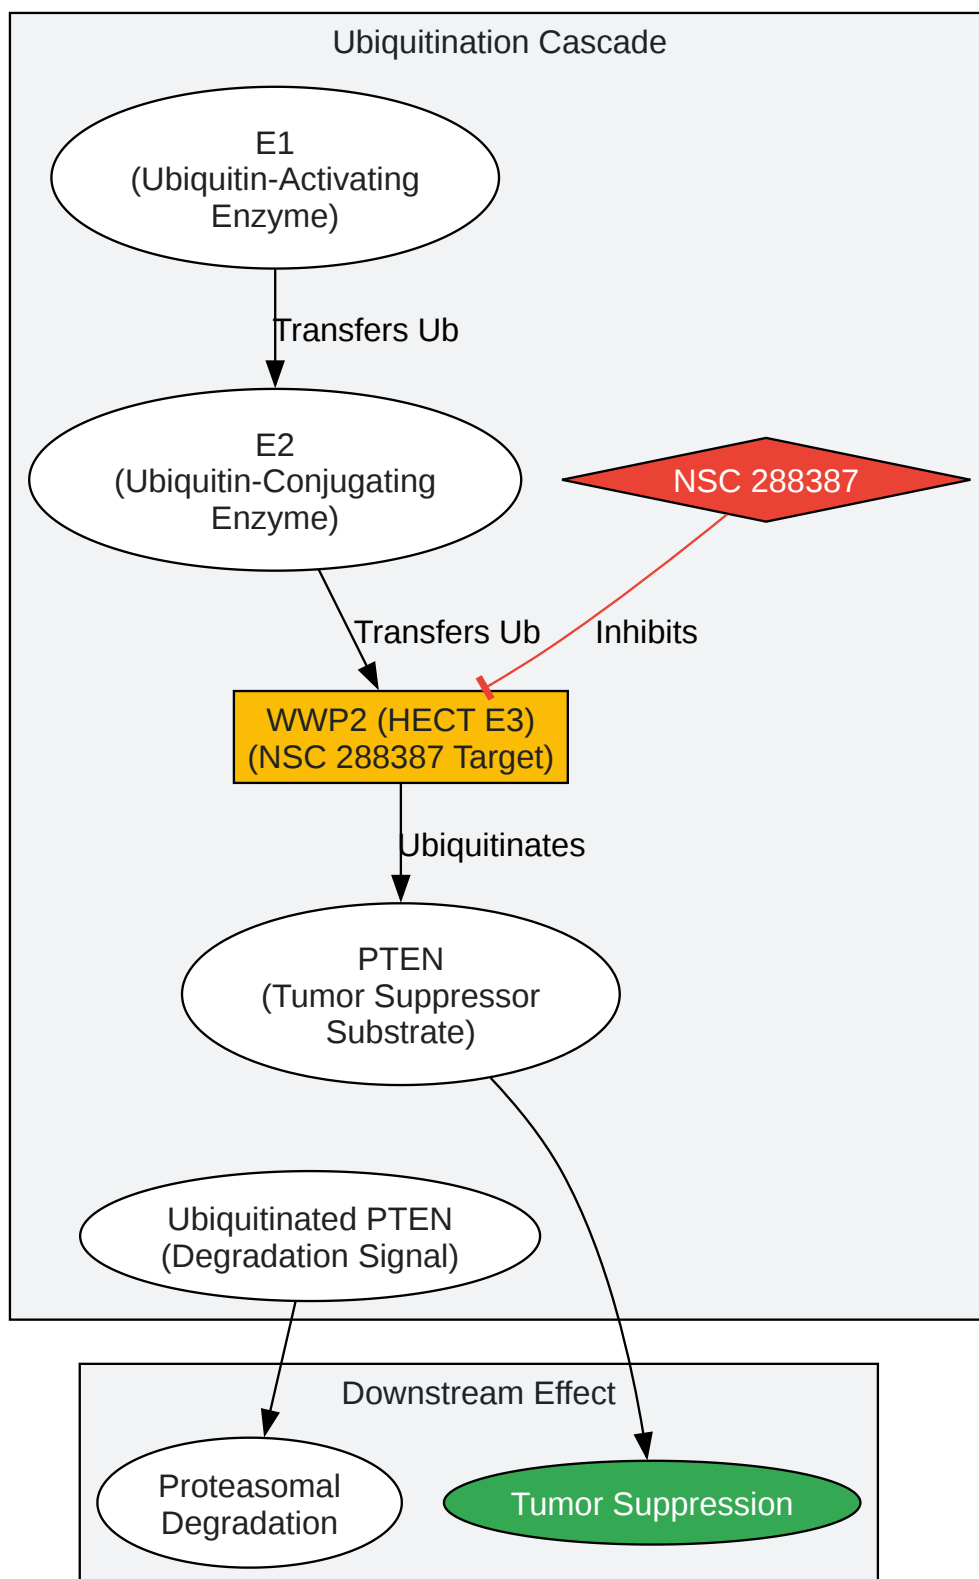 Ubiquitination Cascade
E1
(Ubiquitin-Activating
Enzyme)
Transfers Ub
E2
(Ubiquitin-Conjugating
Enzyme)
NSC 288387
Transfers Ub
Inhibits
WWP2 (HECT E3)
(NSC 288387 Target)
Ubiquitinates
PTEN
(Tumor Suppressor
Substrate)
Ubiquitinated PTEN
(Degradation Signal)
Downstream Effect
Proteasomal
Degradation
Tumor Suppression